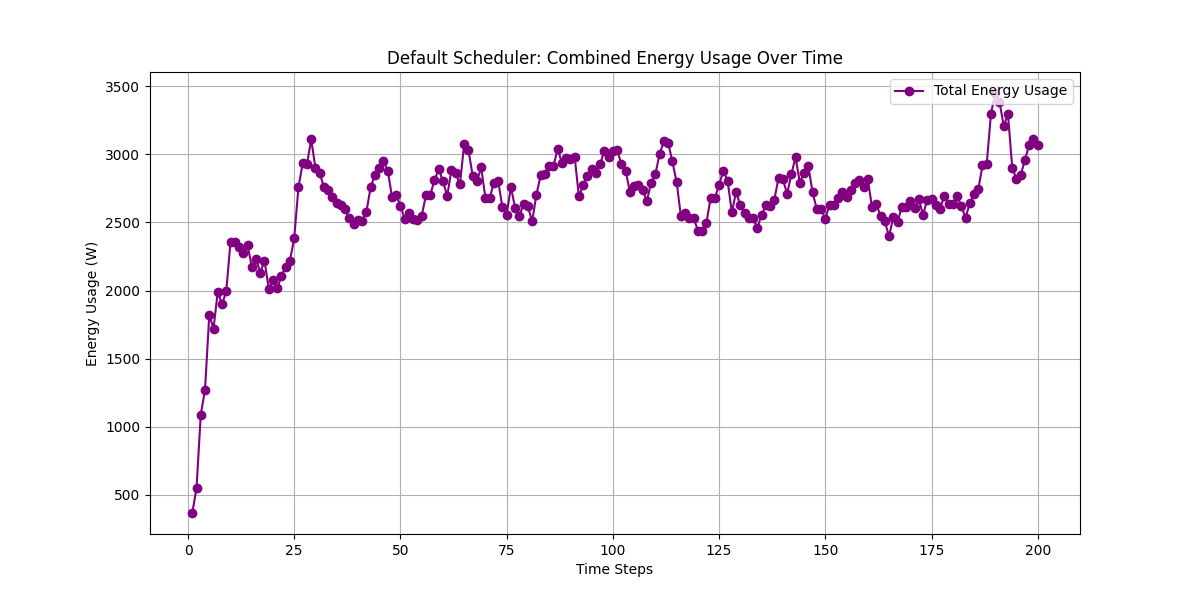 Default Scheduler: Combined Energy Usage Over Time
Total Energy Usage
Energy Usage (W)
3500
3000
2500
2000
1500
1000
500
0 25 50 75 100 125 150 175 200
Time Steps